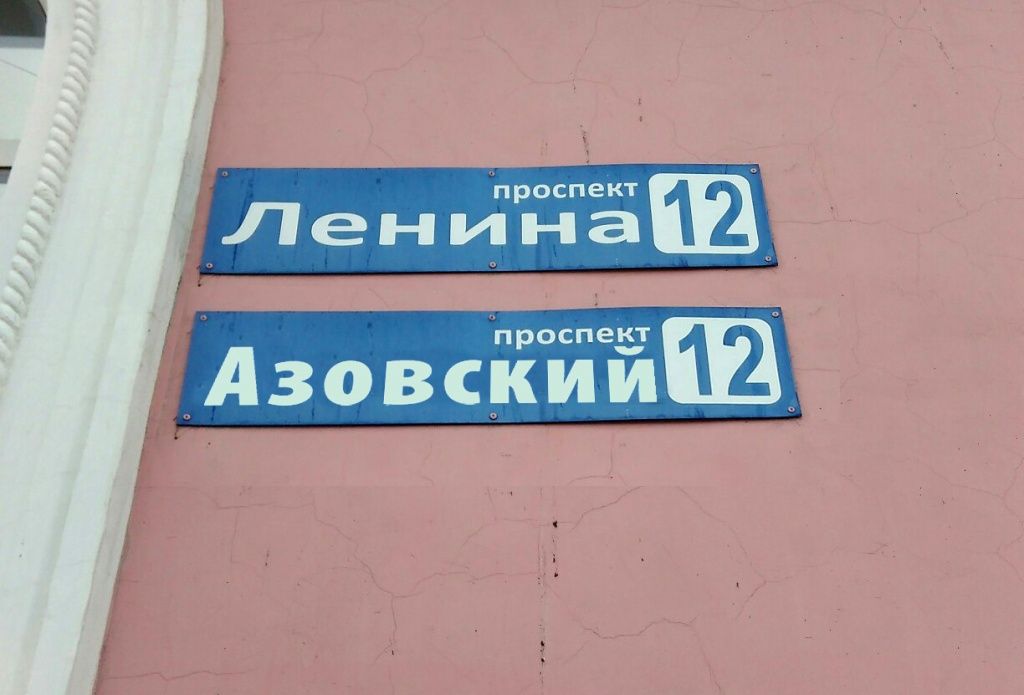 проспект
Ленина 12
проспект
Азовский 12